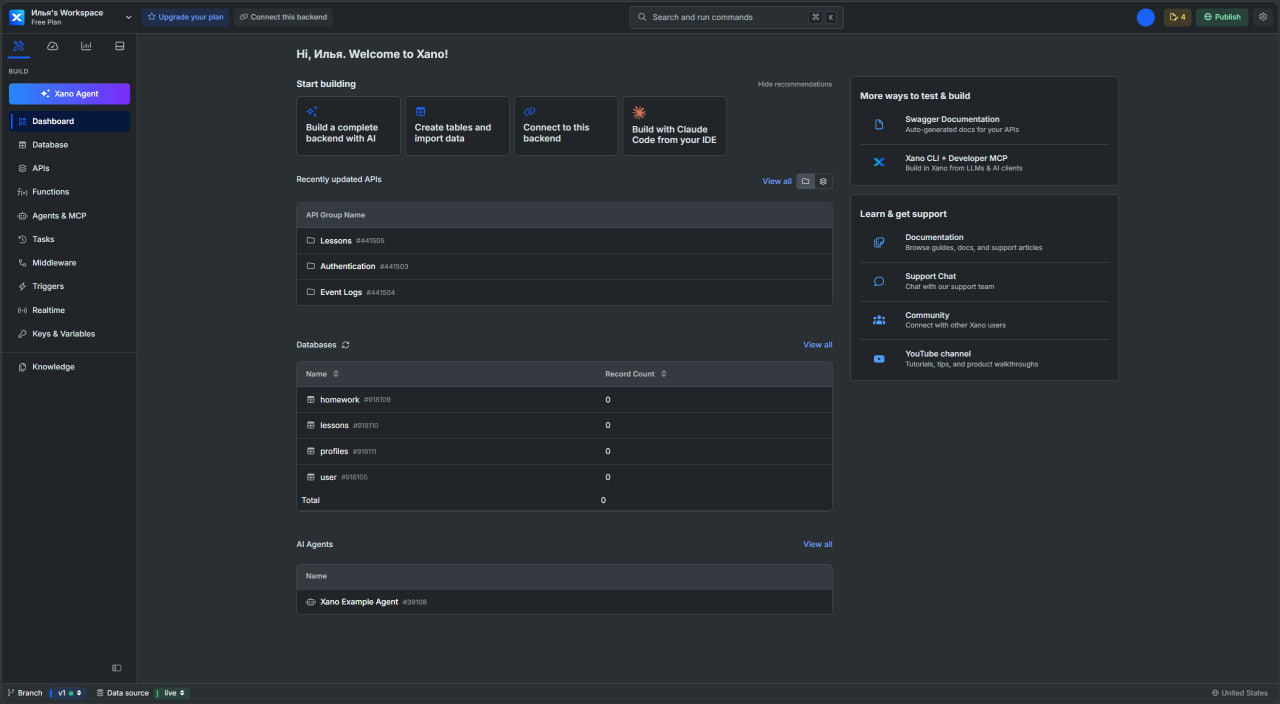 Илья's Workspace
Free Plan
Upgrade your plan
Connect this backend
Search and run commands
⌘ K
4
Publish
BUILD
Xano Agent
Dashboard
Database
APIs
Functions
Agents & MCP
Tasks
Middleware
Triggers
Realtime
Keys & Variables
Knowledge
Hi, Илья. Welcome to Xano!
Start building
Hide recommendations
Build a complete
backend with AI
Create tables and
import data
Connect to this
backend
Build with Claude
Code from your IDE
Recently updated APIs
View all
API Group Name
Lessons #441505
Authentication #441503
Event Logs #441504
Databases
View all
Name Record Count
homework #918109 0
lessons #918110 0
profiles #918111 0
user #918105 0
Total 0
AI Agents
View all
Name
Xano Example Agent #39108
More ways to test & build
Swagger Documentation
Auto-generated docs for your APIs
Xano CLI + Developer MCP
Build in Xano from LLMs & AI clients
Learn & get support
Documentation
Browse guides, docs, and support articles
Support Chat
Chat with our support team
Community
Connect with other Xano users
YouTube channel
Tutorials, tips, and product walkthroughs
Branch v1 Data source live
United States